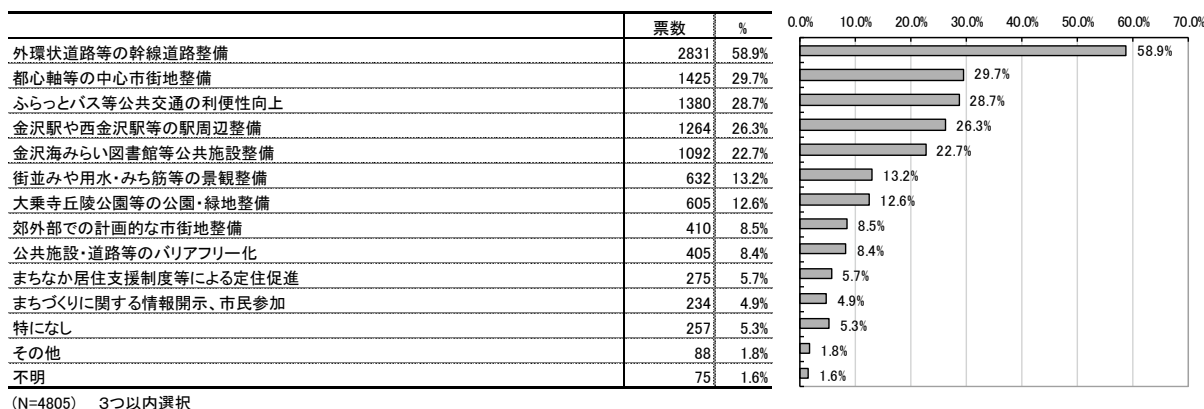 票数 %
外環状道路等の幹線道路整備 2831 58.9%
都心軸等の中心市街地整備 1425 29.7%
ふらっとバス等公共交通の利便性向上 1380 28.7%
金沢駅や西金沢駅等の駅周辺整備 1264 26.3%
金沢海みらい図書館等公共施設整備 1092 22.7%
街並みや用水・みち筋等の景観整備 632 13.2%
大乗寺丘陵公園等の公園・緑地整備 605 12.6%
郊外部での計画的な市街地整備 410 8.5%
公共施設・道路等のバリアフリー化 405 8.4%
まちなか居住支援制度等による定住促進 275 5.7%
まちづくりに関する情報開示、市民参加 234 4.9%
特になし 257 5.3%
その他 88 1.8%
不明 75 1.6%
(N=4805) 3つ以内選択
0.0% 10.0% 20.0% 30.0% 40.0% 50.0% 60.0% 70.0%
58.9%
29.7%
28.7%
26.3%
22.7%
13.2%
12.6%
8.5%
8.4%
5.7%
4.9%
5.3%
1.8%
1.6%